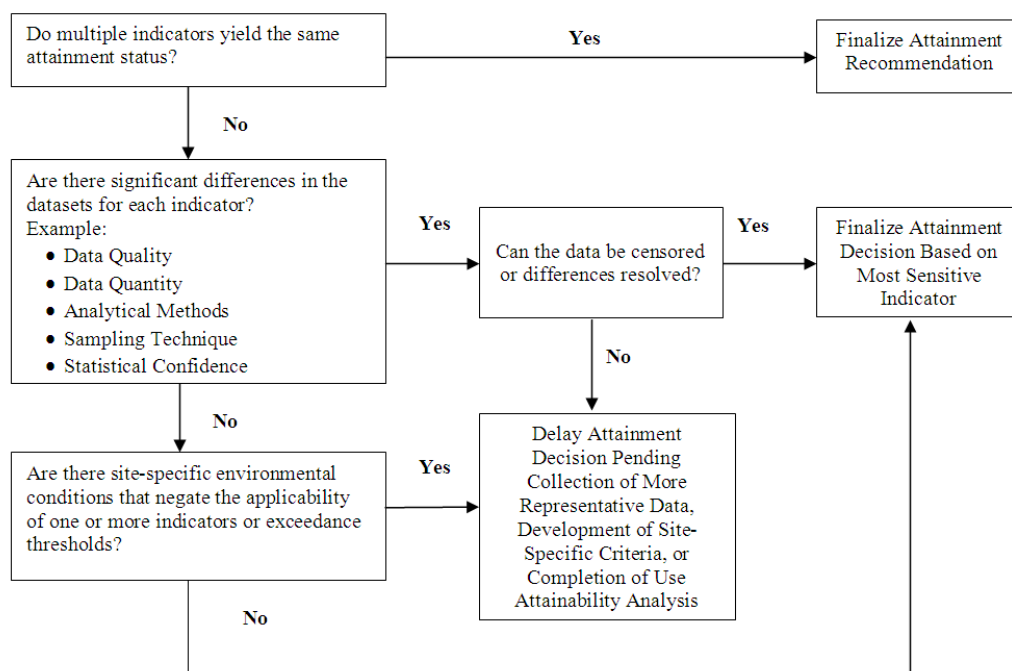 Do multiple indicators yield the same
attainment status?
Yes
Finalize Attainment
Recommendation
No
Are there significant differences in the
datasets for each indicator?
Example:
● Data Quality
● Data Quantity
● Analytical Methods
● Sampling Technique
● Statistical Confidence
Yes
Can the data be censored
or differences resolved?
Yes
Finalize Attainment
Decision Based on
Most Sensitive
Indicator
No
No
Are there site-specific environmental
conditions that negate the applicability
of one or more indicators or exceedance
thresholds?
Yes
Delay Attainment
Decision Pending
Collection of More
Representative Data,
Development of Site-
Specific Criteria, or
Completion of Use
Attainability Analysis
No